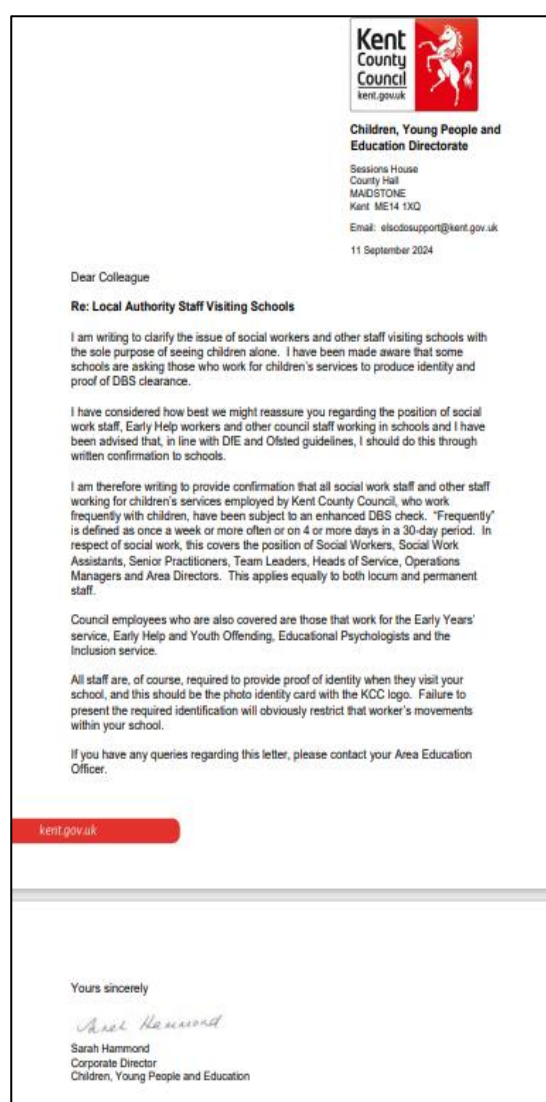 Kent
County
Council
kent.gov.uk
Children, Young People and
Education Directorate
Sessions House
County Hall
MAIDSTONE
Kent ME14 1XQ
Email: elscdosupport@kent.gov.uk
11 September 2024
Dear Colleague
Re: Local Authority Staff Visiting Schools
I am writing to clarify the issue of social workers and other staff visiting schools with
the sole purpose of seeing children alone. I have been made aware that some
schools are asking those who work for children's services to produce identity and
proof of DBS clearance.
I have considered how best we might reassure you regarding the position of social
work staff, Early Help workers and other council staff working in schools and I have
been advised that, in line with DfE and Ofsted guidelines, I should do this through
written confirmation to schools.
I am therefore writing to provide confirmation that all social work staff and other staff
working for children's services employed by Kent County Council, who work
frequently with children, have been subject to an enhanced DBS check. "Frequently"
is defined as once a week or more often or on 4 or more days in a 30-day period. In
respect of social work, this covers the position of Social Workers, Social Work
Assistants, Senior Practitioners, Team Leaders, Heads of Service, Operations
Managers and Area Directors. This applies equally to both locum and permanent
staff.
Council employees who are also covered are those that work for the Early Years'
service, Early Help and Youth Offending, Educational Psychologists and the
Inclusion service.
All staff are, of course, required to provide proof of identity when they visit your
school, and this should be the photo identity card with the KCC logo. Failure to
present the required identification will obviously restrict that worker's movements
within your school.
If you have any queries regarding this letter, please contact your Area Education
Officer.
kent.gov.uk
Yours sincerely
Sarah Hammond
Sarah Hammond
Corporate Director
Children, Young People and Education